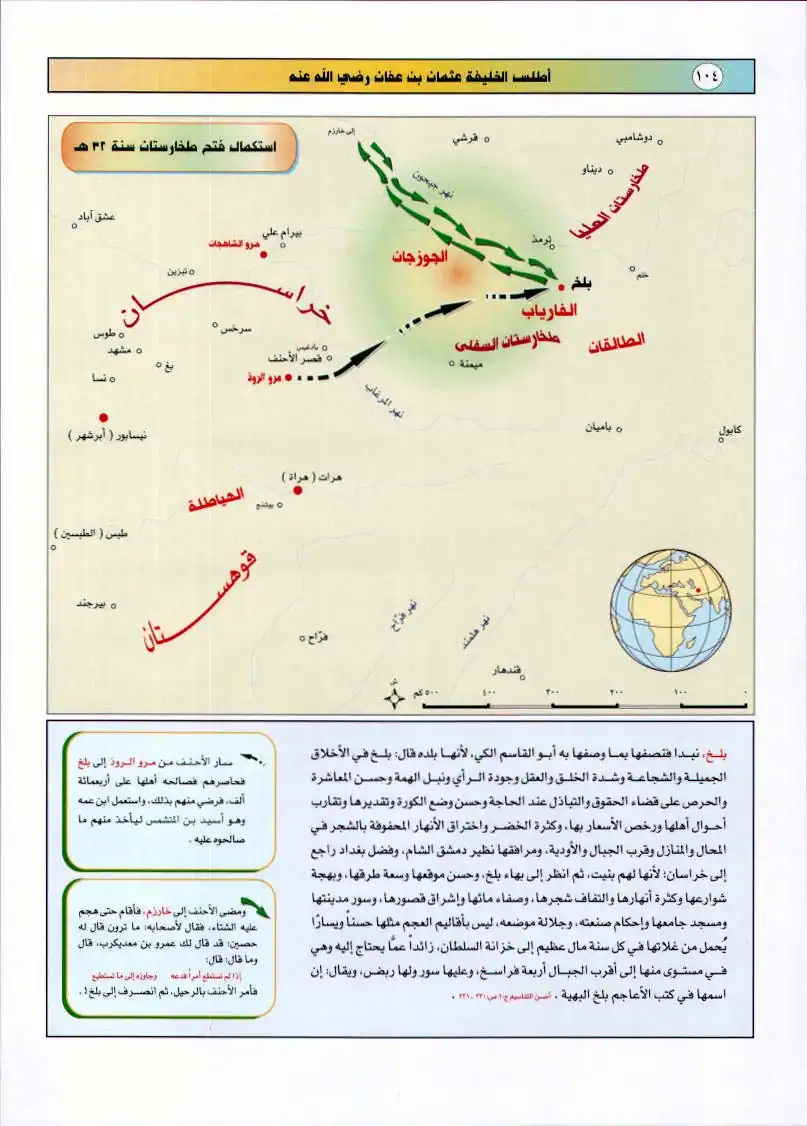 ١٠٤
أطلس الخليفة عثمان بن عفان رضي الله عنه
استكمال فتح طخارستان سنة ٣٢ هـ
إلى خارزم
قرشي
دوشامبي
ديناو
طخارستان العليا
نهر جيحون
عشق آباد
بيرام علي
مرو الشاهجان
ترمذ
الجوزجان
تيزين
خلم
بلخ
خراسان
الفارياب
سرخس
طوس
بادغيس
طخارستان السفلى
الطالقان
مشهد
قصر الأحنف
ميمنة
بغ
نسا
مرو الروذ
نهر المرغاب
نيسابور ( أبرشهر )
باميان
كابول
هرات ( هراة )
الهياطلة
بوشنج
طبس ( الطبسين )
قوهستان
بيرجند
نهر فرّاح
نهر هلمند
فرّاح
قندهار
ش
٥٠٠ كم
٤٠٠
٣٠٠
٢٠٠
١٠٠
٠
بلخ، نبدأ فنصفها بما وصفها به أبو القاسم الكي، لأنها بلده قال: بلخ في الأخلاق
الجميلة والشجاعة وشدة الخلق والعقل وجودة الرأي ونبل الهمة وحسن المعاشرة
والحرص على قضاء الحقوق والتباذل عند الحاجة وحسن وضع الكورة وتقديرها وتقارب
أحوال أهلها ورخص الأسعار بها، وكثرة الخضر واختراق الأنهار المحفوفة بالشجر في
المحال والمنازل وقرب الجبال والأودية، ومرافقها نظير دمشق الشام، وفضل بغداد راجع
إلى خراسان؛ لأنها لهم بنيت، ثم انظر إلى بهاء بلخ، وحسن موقعها وسعة طرقها، وبهجة
شوارعها وكثرة أنهارها والتفاف شجرها، وصفاء مائها وإشراق قصورها، وسور مدينتها
ومسجد جامعها وإحكام صنعته، وجلالة موضعه، ليس بأقاليم العجم مثلها حسناً ويسارًا
يُحمل من غلاتها في كل سنة مال عظيم إلى خزانة السلطان، زائداً عمّا يحتاج إليه وهي
في مستوى منها إلى أقرب الجبال أربعة فراسخ، وعليها سور ولها ربض، ويقال: إن
اسمها في كتب الأعاجم بلخ البهية . أحسن التقاسيم ج١ ص: ٢٣٠ ، ٢٣١ .
سار الأحنف من مرو الروذ إلى بلخ
فحاصرهم فصالحه أهلها على أربعمائة
ألف، فرضي منهم بذلك، واستعمل ابن عمه
وهو أسيد بن المتشمس ليأخذ منهم ما
صالحوه عليه .
ومضى الأحنف إلى خارزم، فأقام حتى هجم
عليه الشتاء، فقال لأصحابه: ما ترون قال له
حصين: قد قال لك عمرو بن معديكرب، قال
وما قال: قال:
إذا لم تستطع أمراً فدعه وجاوزه إلى ما تستطيع
فأمر الأحنف بالرحيل، ثم انصرف إلى بلخ!.